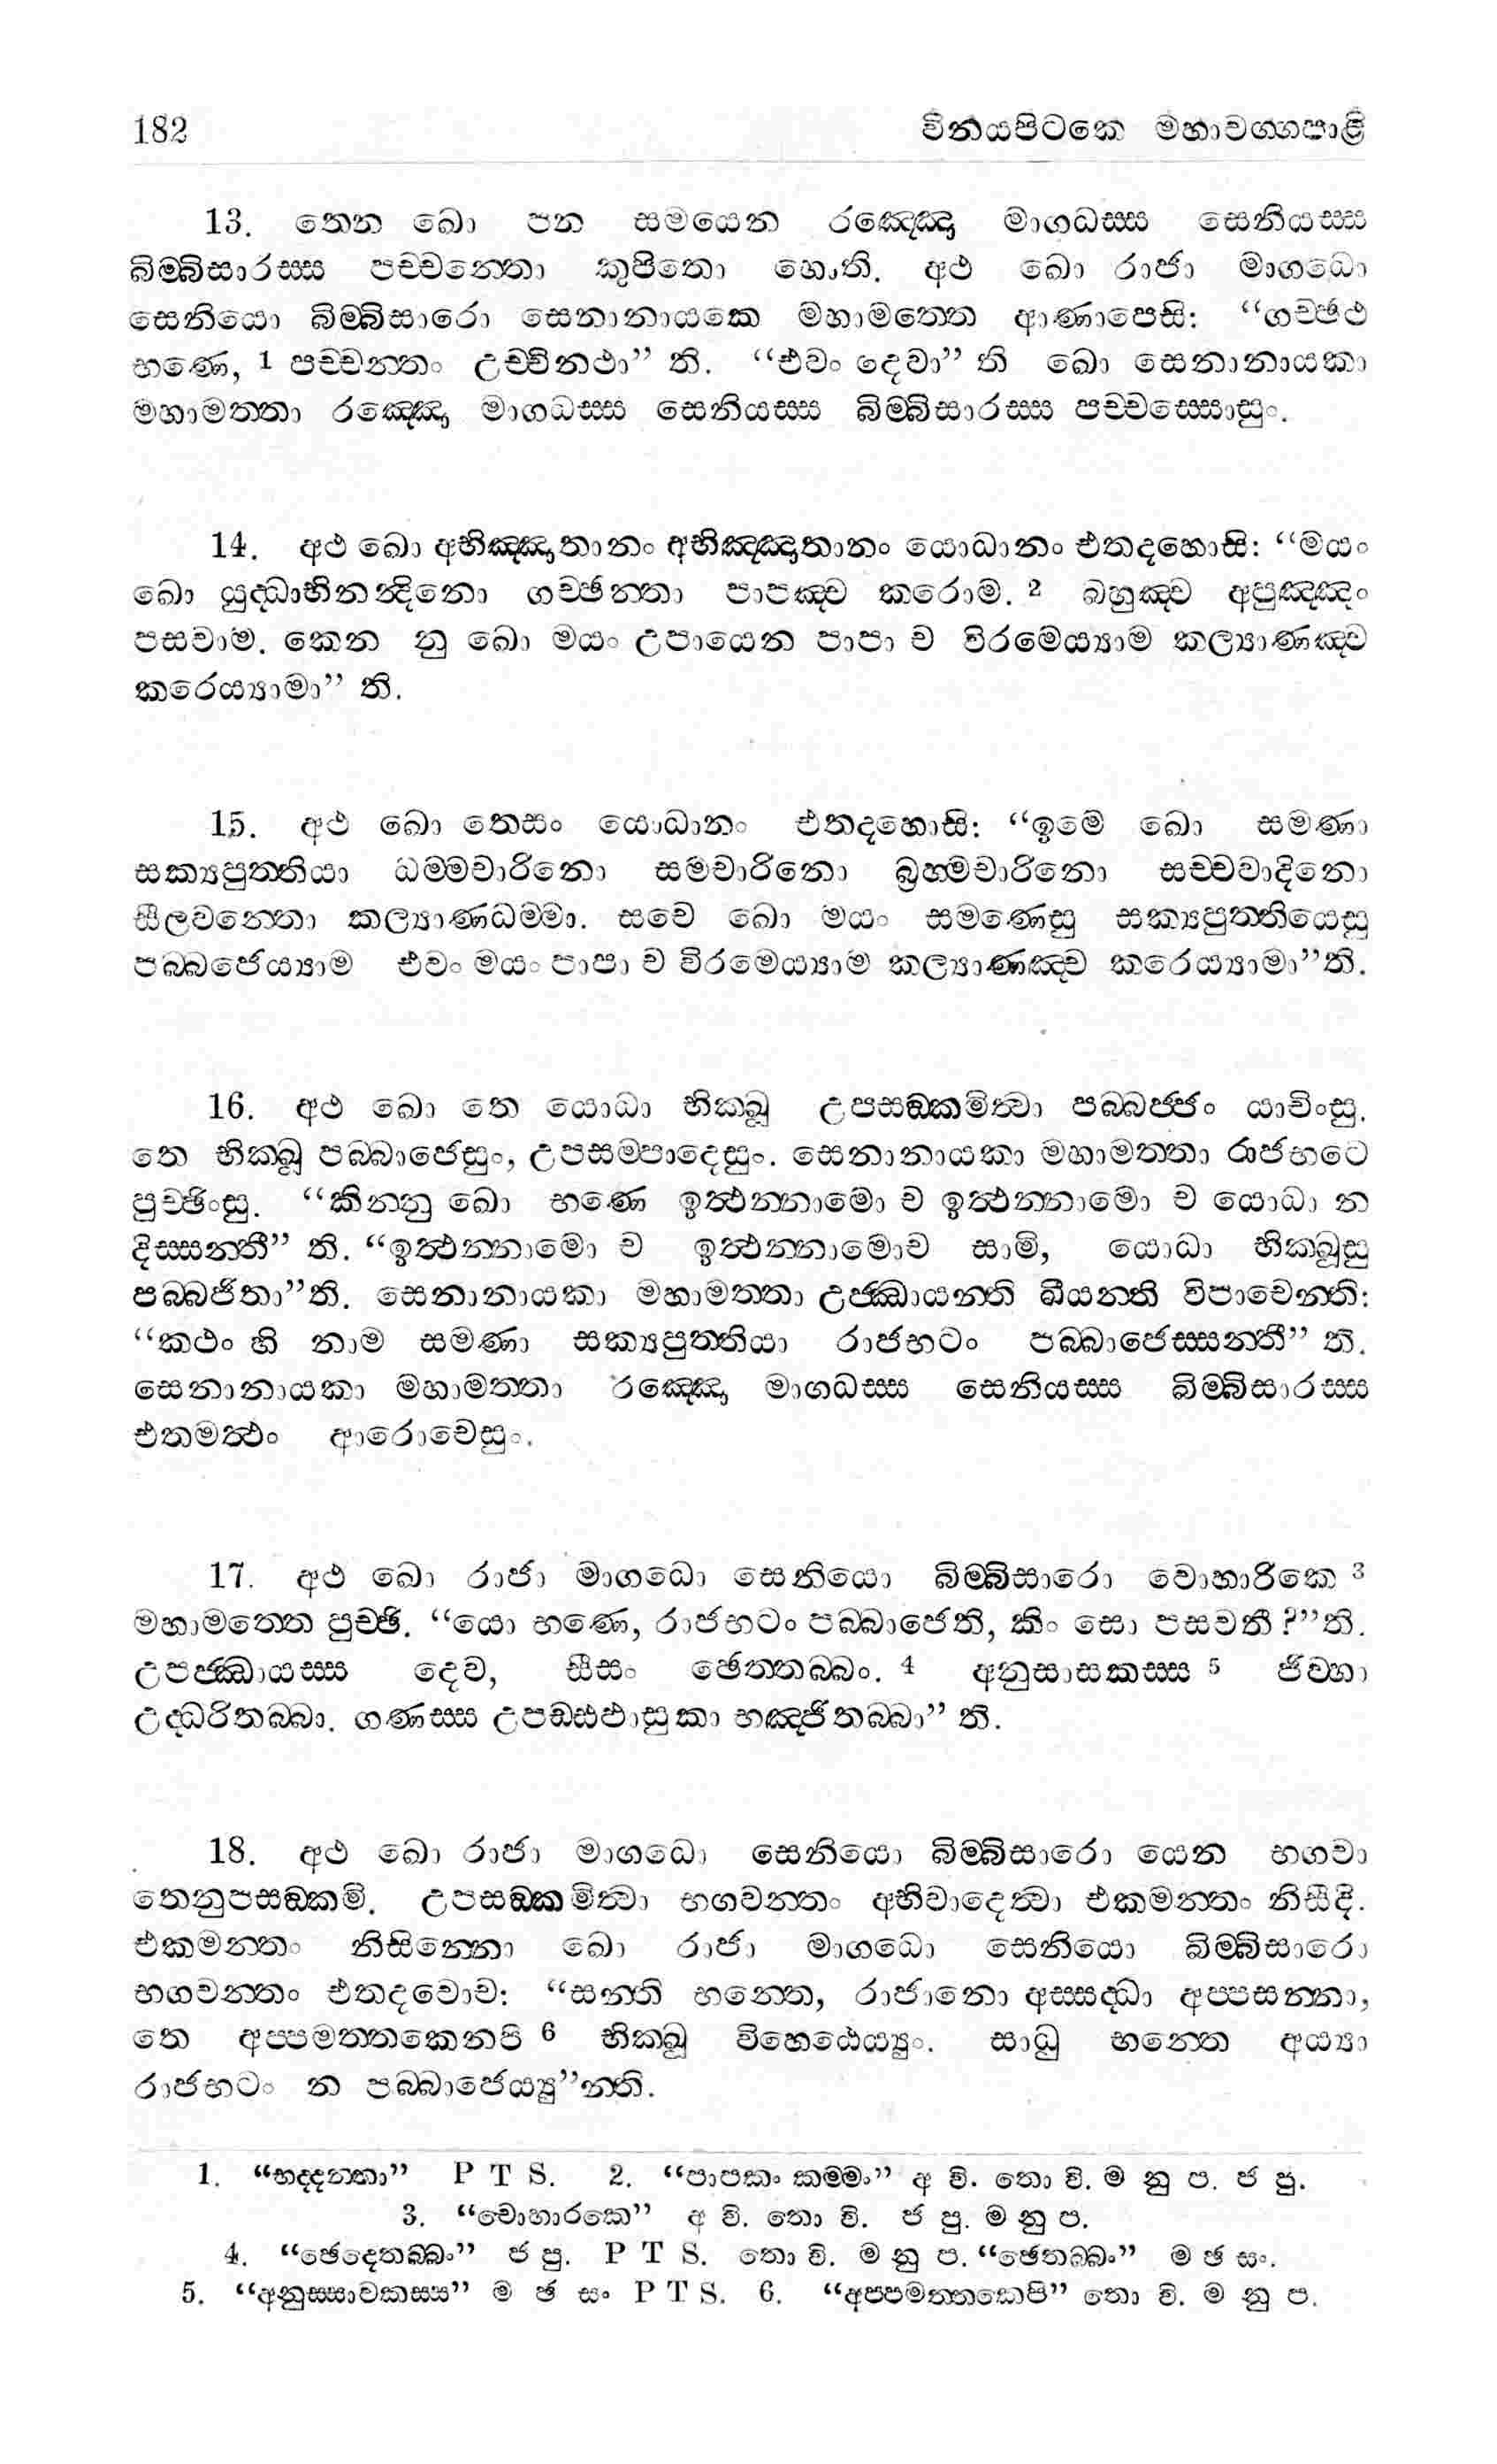 182 විනයපිටකෙ මහාවග්ගපාළි
13. තෙන ඛො පන සමයෙන රඤ්ඤො මාගධස්ස සෙනියස්ස
බිම්බිසාරස්ස පච්චන්තො කුපිතො හොති. අථ ඛො රාජා මාගධො
සෙනියො බිම්බිසාරො සෙනානායකෙ මහාමත්තෙ ආණාපෙසි: “ගච්ඡථ
භණෙ, 1 පච්චන්තං උච්චිනථා” ති. “එවං දෙවා” ති ඛො සෙනානායකා
මහාමත්තා රඤ්ඤො මාගධස්ස සෙනියස්ස බිම්බිසාරස්ස පච්චස්සොසුං.
14. අථ ඛො අභිඤ්ඤාතානං අභිඤ්ඤාතානං යොධානං එතදහොසි: “මයං
ඛො යුද්ධාභිනන්දිනො ගච්ඡන්තා පාපඤ්ච කරොම. 2 බහුඤ්ච අපුඤ්ඤං
පසවාම. කෙන නු ඛො මයං උපායෙන පාපා ච විරමෙය්‍යාම කල්‍යාණඤ්ච
කරෙය්‍යාමා” ති.
15. අථ ඛො තෙසං යොධානං එතදහොසි: “ඉමෙ ඛො සමණා
සක්‍යපුත්තියා ධම්මචාරිනො සමචාරිනො බ්‍රහ්මචාරිනො සච්චවාදිනො
සීලවන්තො කල්‍යාණධම්මා. සචෙ ඛො මයං සමණෙසු සක්‍යපුත්තියෙසු
පබ්බජෙය්‍යාම එවං මයං පාපා ච විරමෙය්‍යාම කල්‍යාණඤ්ච කරෙය්‍යාමා”ති.
16. අථ ඛො තෙ යොධා භික්ඛූ උපසඞ්කමිත්වා පබ්බජ්ජං යාචිංසු.
තෙ භික්ඛූ පබ්බාජෙසුං, උපසම්පාදෙසුං. සෙනානායකා මහාමත්තා රාජභටෙ
පුච්ඡිංසු. “කින්නු ඛො භණෙ ඉත්ථන්නාමො ච ඉත්ථන්නාමො ච යොධා න
දිස්සන්තී” ති. “ඉත්ථන්නාමො ච ඉත්ථන්නාමොච සාමි, යොධා භික්ඛූසු
පබ්බජිතා”ති. සෙනානායකා මහාමත්තා උජ්ඣායන්ති ඛීයන්ති විපාචෙන්ති:
“කථං හි නාම සමණා සක්‍යපුත්තියා රාජභටං පබ්බාජෙස්සන්තී” ති.
සෙනානායකා මහාමත්තා රඤ්ඤො මාගධස්ස සෙනියස්ස බිම්බිසාරස්ස
එතමත්ථං ආරොචෙසුං.
17. අථ ඛො රාජා මාගධො සෙනියො බිම්බිසාරො වොහාරිකෙ 3
මහාමත්තෙ පුච්ඡි. “යො භණෙ, රාජභටං පබ්බාජෙති, කිං සො පසවතී ?”ති.
උපජ්ඣායස්ස දෙව, සීසං ඡෙත්තබ්බං. 4 අනුසාසකස්ස 5 ජිව්හා
උද්ධරිතබ්බා. ගණස්ස උපඩ්ඪඵාසුකා භඤ්ජිතබ්බා” ති.
18. අථ ඛො රාජා මාගධො සෙනියො බිම්බිසාරො යෙන භගවා
තෙනුපසඞ්කමි. උපසඞ්කමිත්වා භගවන්තං අභිවාදෙත්වා එකමන්තං නිසීදි.
එකමන්තං නිසින්නො ඛො රාජා මාගධො සෙනියො බිම්බිසාරො
භගවන්තං එතදවොච: “සන්ති භන්තෙ, රාජානො අස්සද්ධා අප්පසන්නා,
තෙ අප්පමත්තකෙනපි 6 භික්ඛූ විහෙඨෙය්‍යුං. සාධු භන්තෙ අය්‍යා
රාජභටං න පබ්බාජෙය්‍යු”න්ති.
1. “භද්දන්තා” P T S. 2. “පාපකං කම්මං” අ වි. තො වි. ම නු ප. ජ පු.
3. “චොහාරකෙ” අ වි. තො වි. ජ පු. ම නු ප.
4. “ඡෙදෙතබ්බං” ජ පු. P T S. තො වි. ම නු ප. “ඡෙතබ්බං” ම ඡ සං.
5. “අනුස්සාවකස්ස” ම ඡ සං P T S. 6. “අප්පමත්තකෙපි” තො වි. ම නු ප.